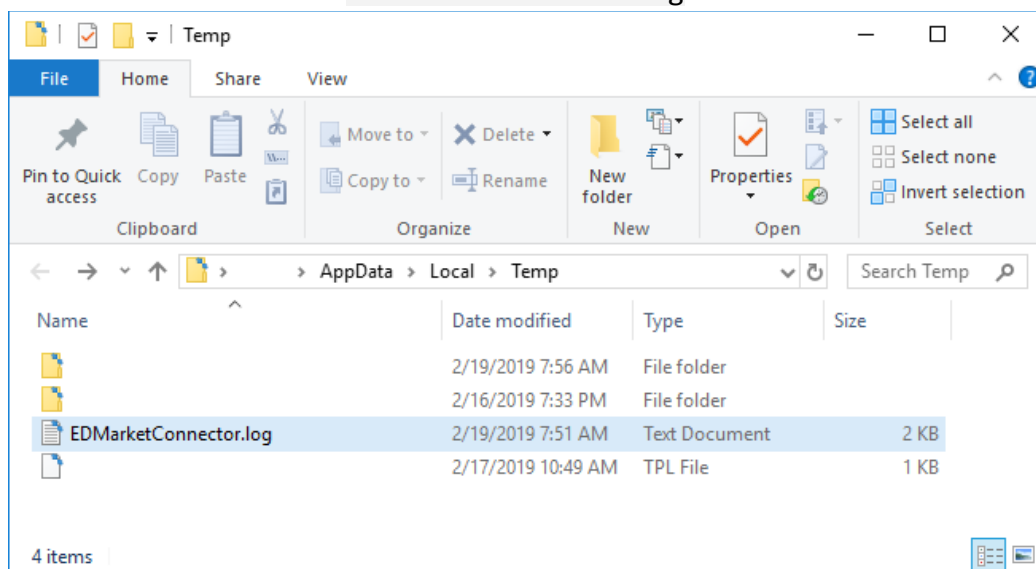 Temp
File Home Share View
Pin to Quick access Copy Paste
Move to Delete
Copy to Rename
New folder
Properties
Select all
Select none
Invert selection
Clipboard Organize New Open Select
AppData Local Temp Search Temp
Name Date modified Type Size
2/19/2019 7:56 AM File folder
2/16/2019 7:33 PM File folder
EDMarketConnector.log 2/19/2019 7:51 AM Text Document 2 KB
2/17/2019 10:49 AM TPL File 1 KB
4 items